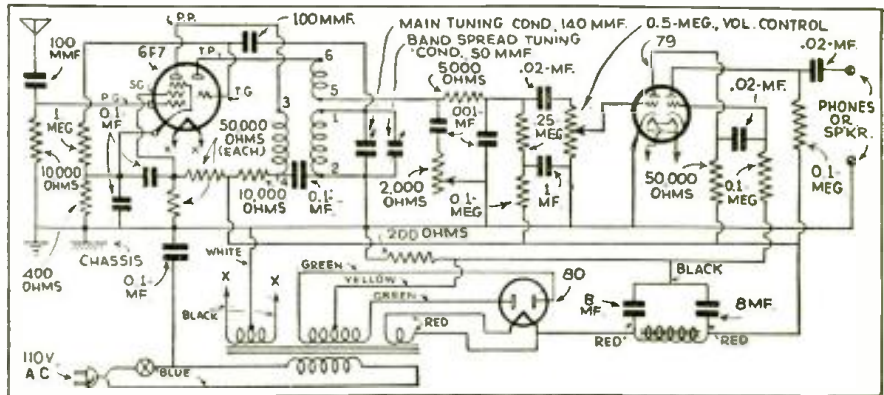 P.P.
100 MMF.
MAIN TUNING COND, 140 MMF.
BAND SPREAD TUNING
COND, 50 MMF.
0.5-MEG., VOL. CONTROL
100
MMF
6F7
T.P.
6
5
5000
OHMS
.02-MF.
79
.02-MF.
.02-MF.
PHONES
OR
SPKR.
SG
P.G.
T.G.
3
1
2
1
MEG
0.1-
MF
.001-
MF
.25
MEG
50,000
OHMS
(EACH)
10,000
OHMS
10,000
OHMS
0.1-
MF.
2,000
OHMS
0.1-
MEG
1
MF
50,000
OHMS
0.1-
MEG
0.1-
MEG
400
OHMS
CHASSIS
0.1-
MF
WHITE
200 OHMS
GREEN
YELLOW
GREEN
X
X
BLACK
RED
80
BLACK
8
MF.
8 MF.
RED
RED
110V.
A C
BLUE